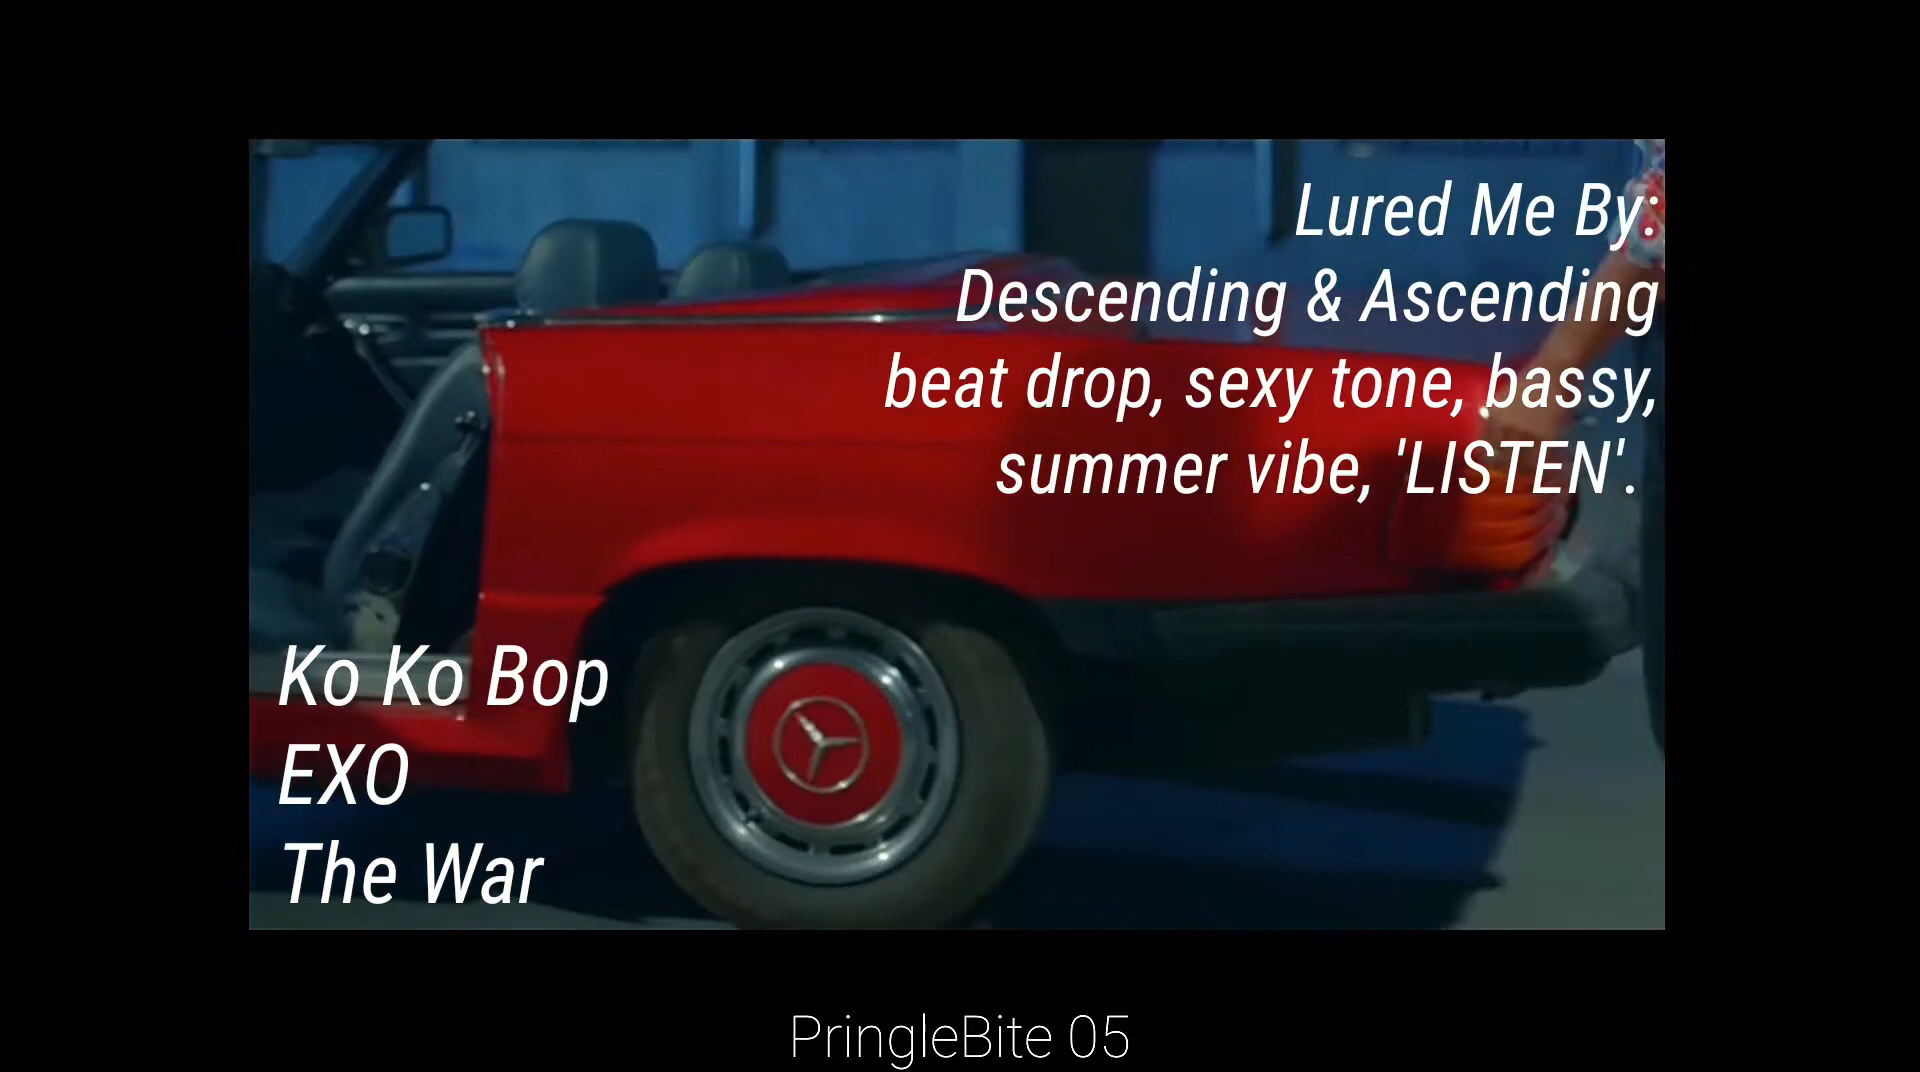 Lured Me By:
Descending & Ascending
beat drop, sexy tone, bassy,
summer vibe, 'LISTEN'.
Ko Ko Bop
EXO
The War
PringleBite 05